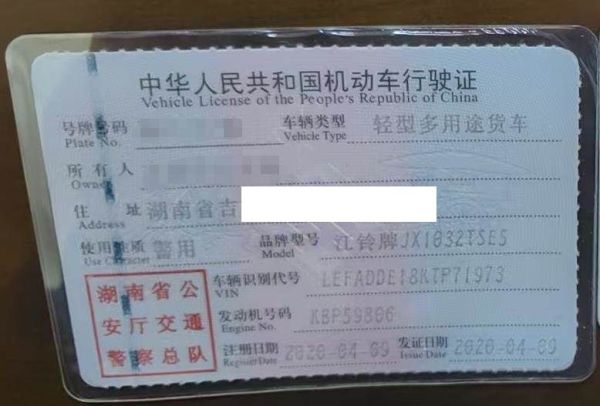 中华人民共和国机动车行驶证
Vehicle License of the People's Republic of China
号牌号码 车辆类型 轻型多用途货车
Plate No. Vehicle Type
所有人
Owner
住址 湖南省吉
Address
使用性质 警用 品牌型号 江铃牌JX1032TSE5
Use Character Model
湖南省公 车辆识别代号 LEFADDE18KTP71973
VIN
安厅交通 发动机号码 KBP59806
Engine No.
警察总队 注册日期 2020-04-09 发证日期 2020-04-09
Register Date Issue Date